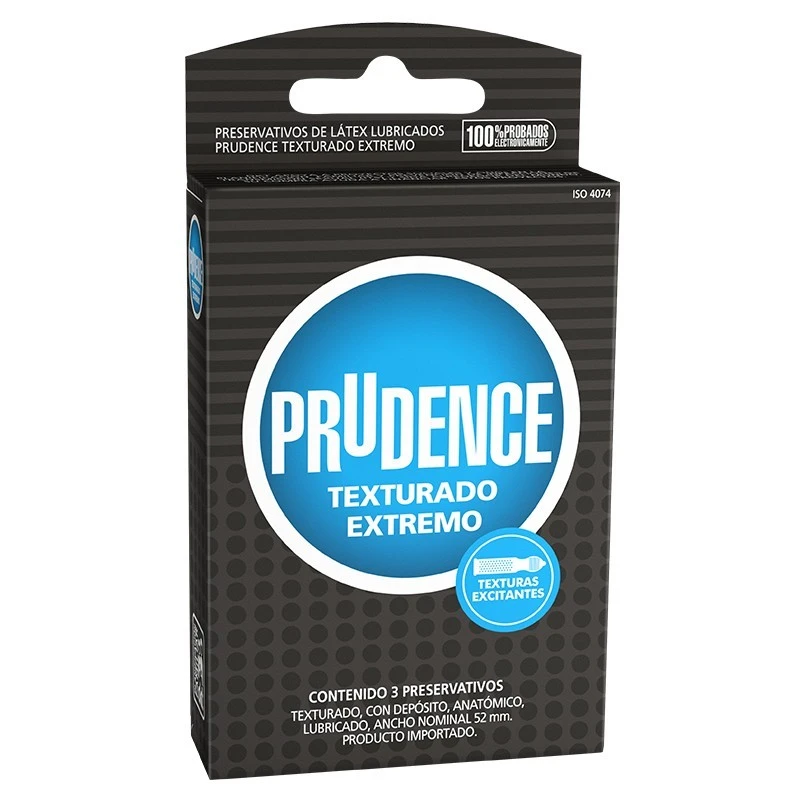 PRESERVATIVOS DE LÁTEX LUBRICADOS
PRUDENCE TEXTURADO EXTREMO
100% PROBADOS
ELECTRONICAMENTE
ISO 4074
PRUDENCE
TEXTURADO
EXTREMO
TEXTURAS
EXCITANTES
CONTENIDO 3 PRESERVATIVOS
TEXTURADO, CON DEPÓSITO, ANATÓMICO,
LUBRICADO, ANCHO NOMINAL 52 mm.
PRODUCTO IMPORTADO.
PRUDENCE